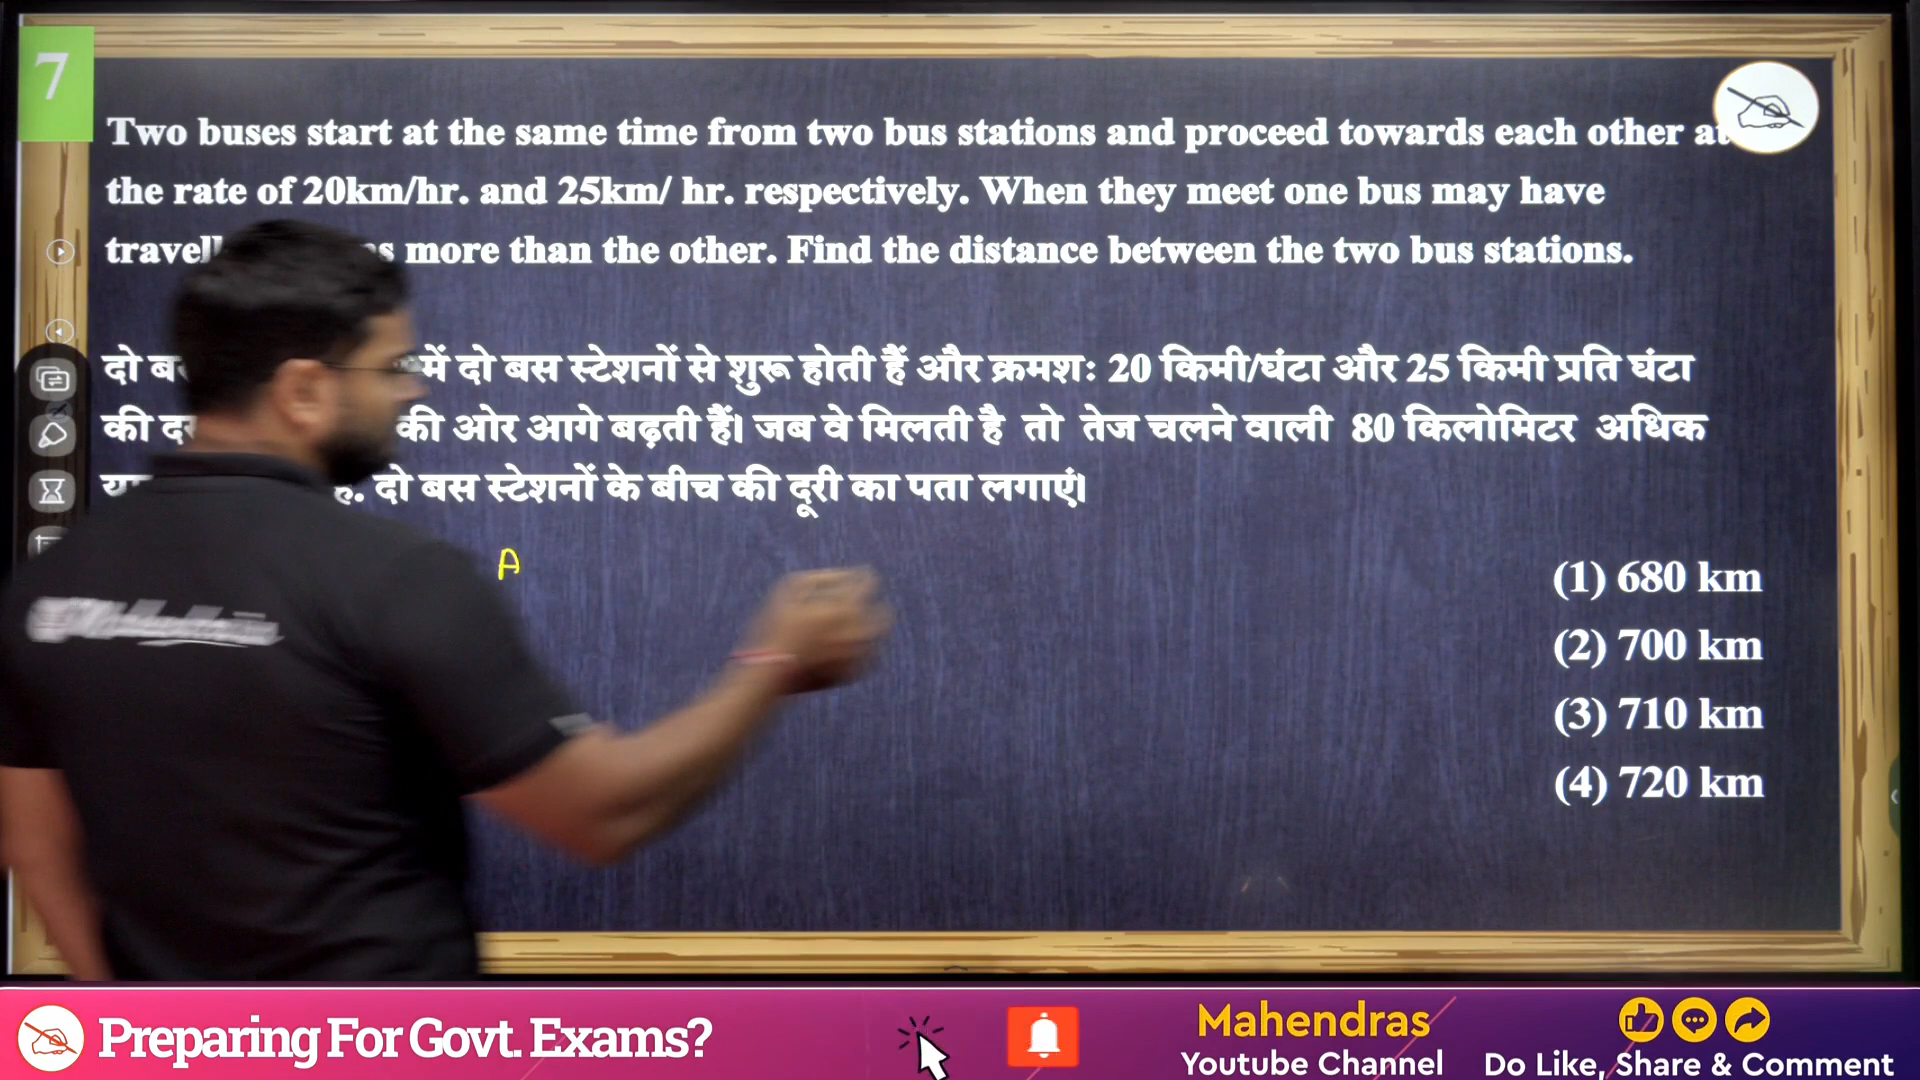 7
Two buses start at the same time from two bus stations and proceed towards each other at
the rate of 20km/hr. and 25km/ hr. respectively. When they meet one bus may have
more than the other. Find the distance between the two bus stations.
दो में दो बस स्टेशनों से शुरू होती हैं और क्रमशः 20 किमी/घंटा और 25 किमी प्रति घंटा
की की ओर आगे बढ़ती हैं। जब वे मिलती है तो तेज चलने वाली 80 किलोमिटर अधिक
दो बस स्टेशनों के बीच की दूरी का पता लगाएं।
A
(1) 680 km
(2) 700 km
(3) 710 km
(4) 720 km
Preparing For Govt. Exams?
Mahendras
Youtube Channel
Do Like, Share & Comment